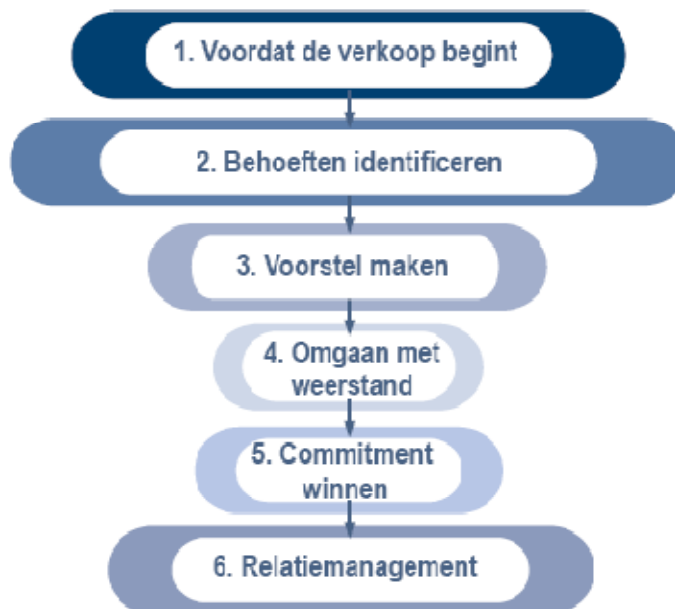 1. Voordat de verkoop begint
2. Behoeften identificeren
3. Voorstel maken
4. Omgaan met
weerstand
5. Commitment
winnen
6. Relatiemanagement